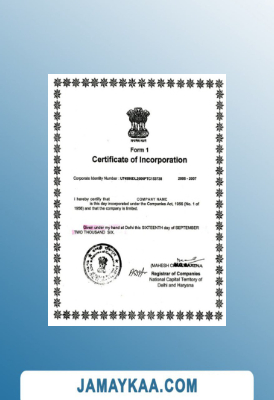 Form 1
Certificate of Incorporation
Corporate Identity Number : 2006 - 2007
I hereby certify that COMPANY NAME
is this day incorporated under the Companies Act, 1956 (No. 1 of
1956) and that the company is limited.
Given under my hand at Delhi this SIXTEENTH day of SEPTEMBER
TWO THOUSAND SIX.
Registrar of Companies
National Capital Territory of
Delhi and Haryana
JAMAYKAA.COM